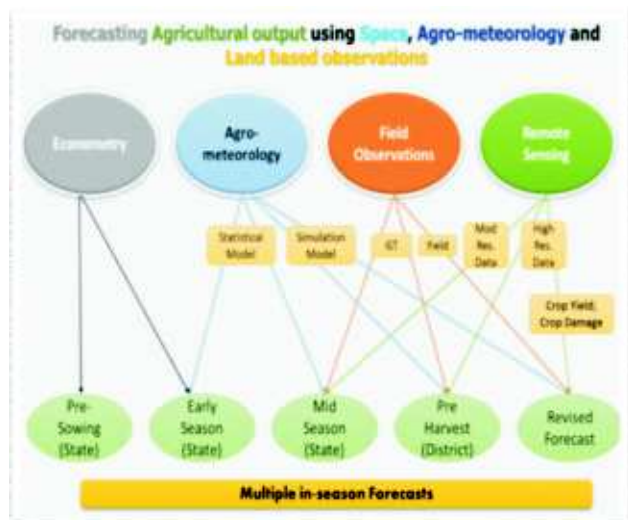 Forecasting Agricultural output using Space, Agro-meteorology and
Land based observations
Econometry
Agro-
meteorology
Field
Observations
Remote
Sensing
Statistical
Model
Simulation
Model
GT
Field
Mod
Res.
Data
High
Res.
Data
Crop Field;
Crop Damage
Pre-
Sowing
(State)
Early
Season
(State)
Mid
Season
(State)
Pre
Harvest
(District)
Revised
Forecast
Multiple in-season Forecasts